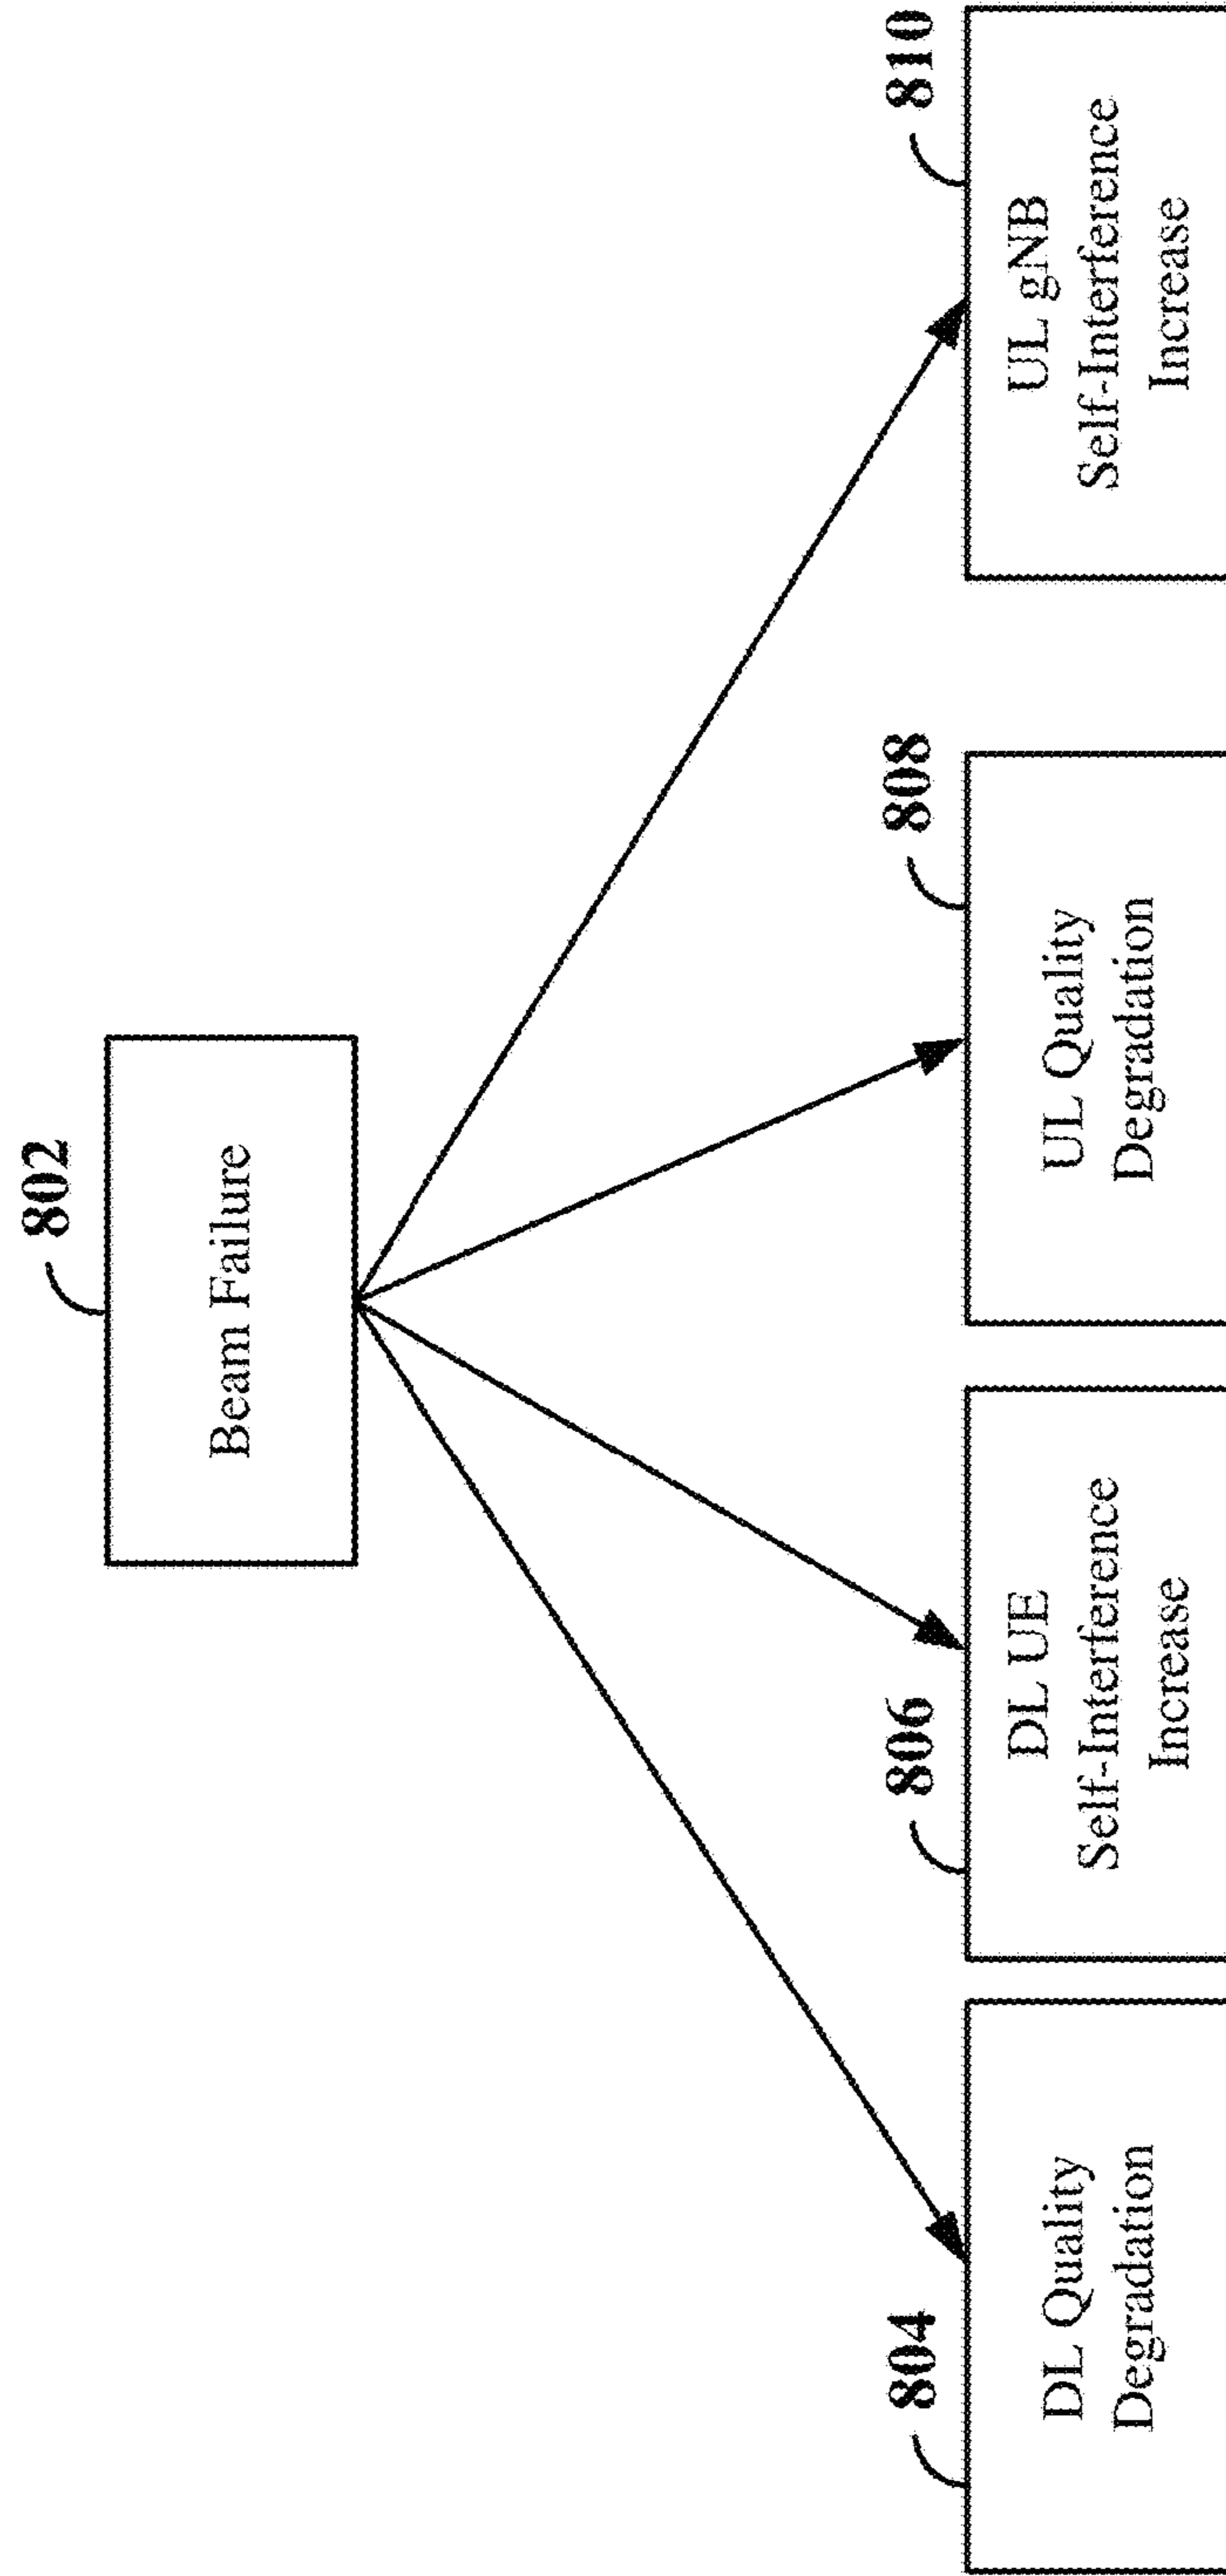 802
Beam Failure
804
DL Quality
Degradation
806
DL UE
Self-Interference
Increase
808
UL Quality
Degradation
810
UL gNB
Self-Interference
Increase